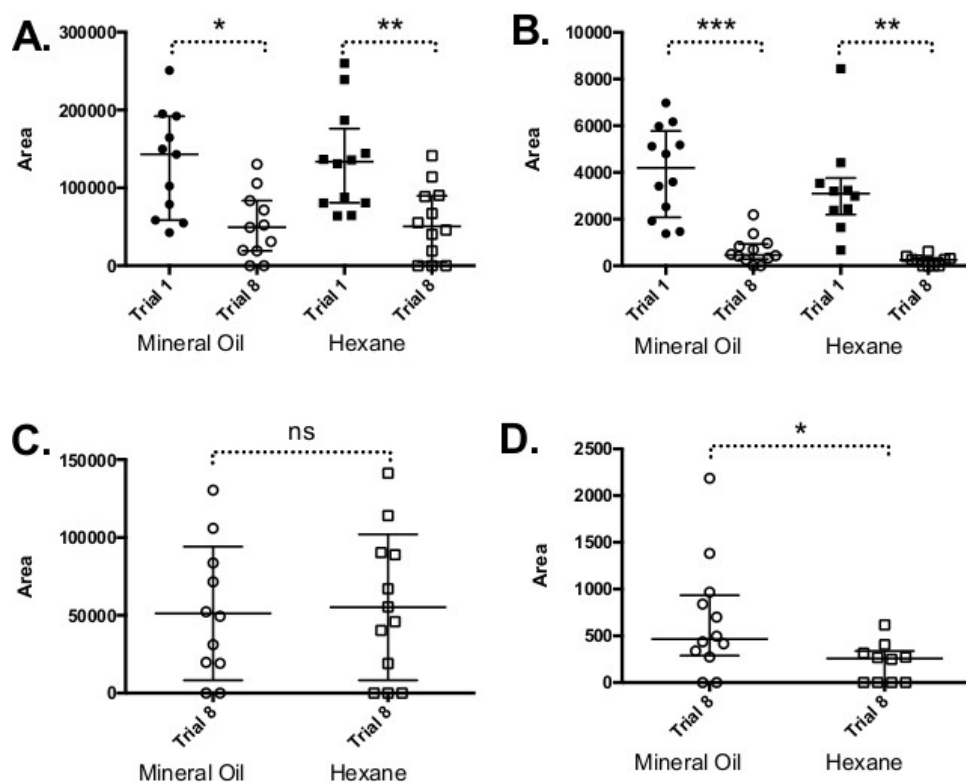 A.
*
**
300000
200000
100000
0
Area
Trial 1
Trial 8
Trial 1
Trial 8
Mineral Oil
Hexane
B.
***
**
10000
8000
6000
4000
2000
0
Area
Trial 1
Trial 8
Trial 1
Trial 8
Mineral Oil
Hexane
C.
ns
150000
100000
50000
0
Area
Trial 8
Trial 8
Mineral Oil
Hexane
D.
*
2500
2000
1500
1000
500
0
Area
Trial 8
Trial 8
Mineral Oil
Hexane